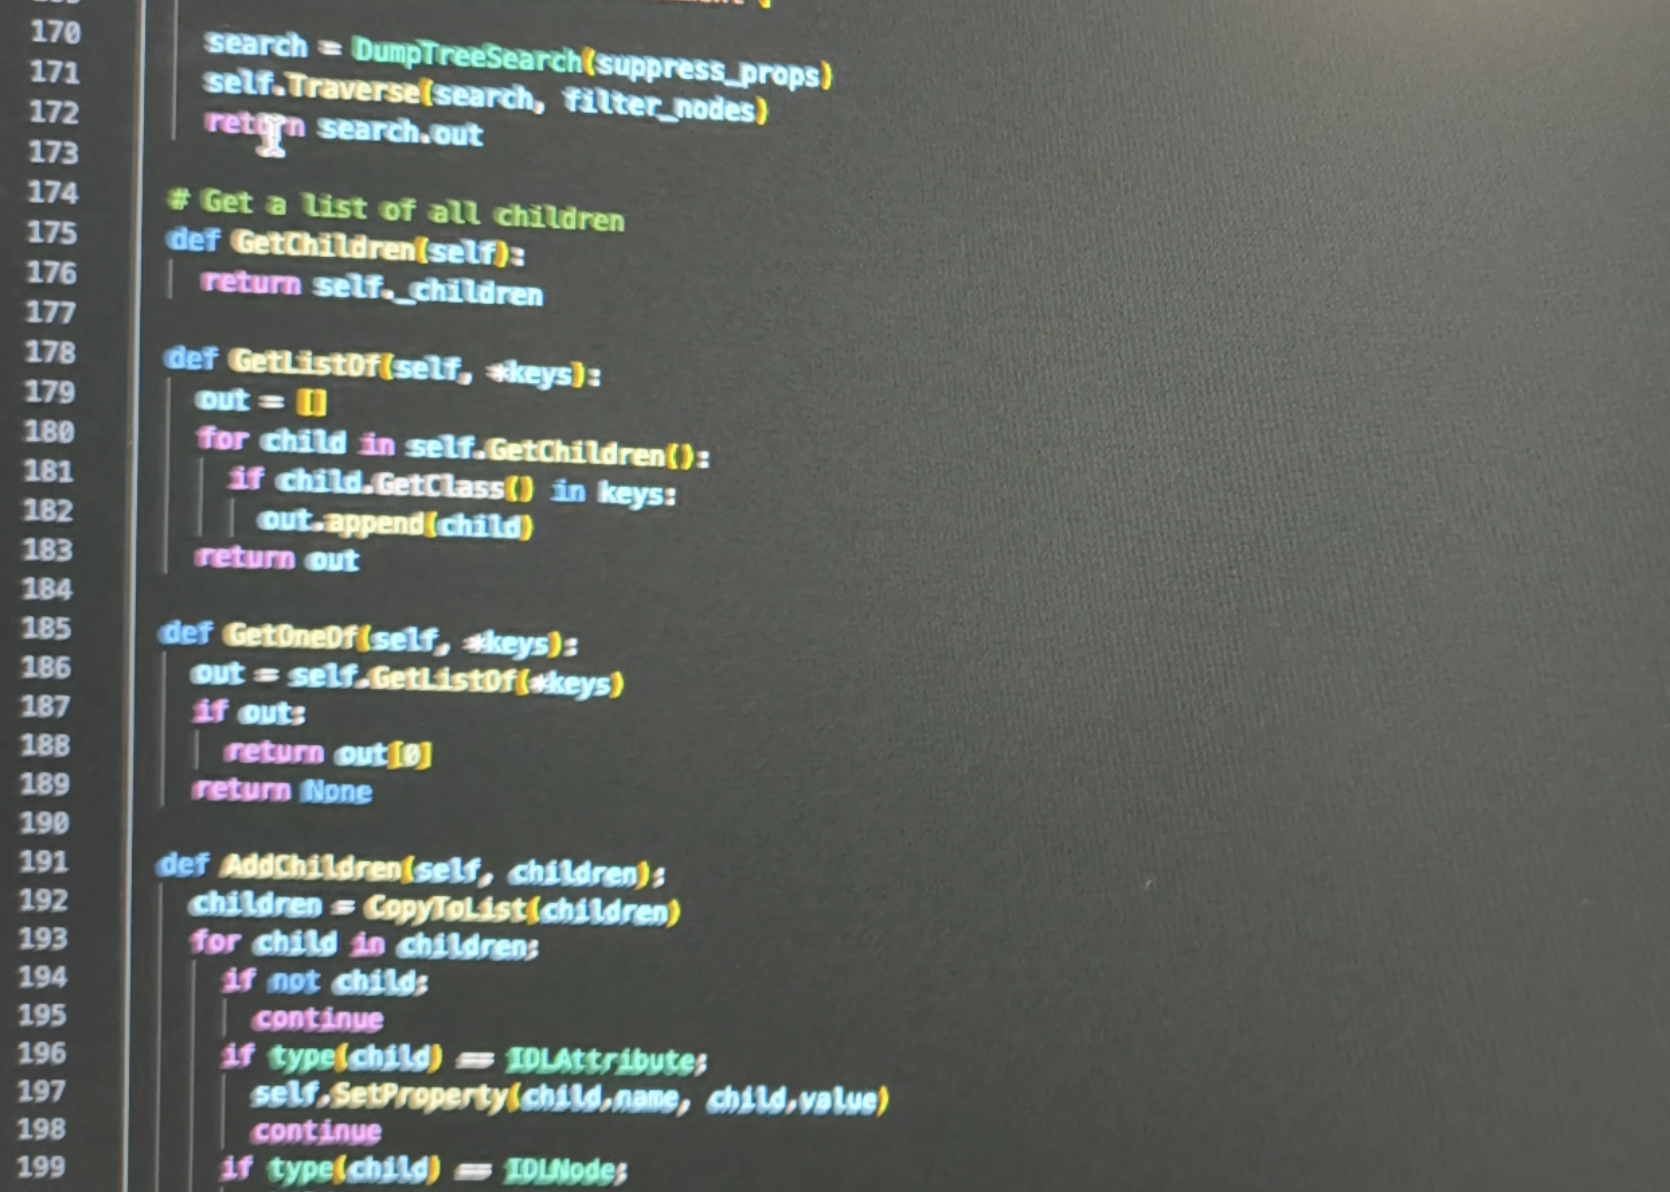 170
171 search = DumpTreeSearch(suppress_props)
172 self.Traverse(search, filter_nodes)
173 return search.out
174
175 # Get a list of all children
176 def GetChildren(self):
177 return self._children
178
179 def GetListOf(self, *keys):
180 out = []
181 for child in self.GetChildren():
182 if child.GetClass() in keys:
183 out.append(child)
184 return out
185
186 def GetOneOf(self, *keys):
187 out = self.GetListOf(*keys)
188 if out:
189 return out[0]
190 return None
191
192 def AddChildren(self, children):
193 children = CopyToList(children)
194 for child in children:
195 if not child:
196 continue
197 if type(child) == IDLAttribute:
198 self.SetProperty(child.name, child.value)
199 continue
if type(child) == IDLNode: